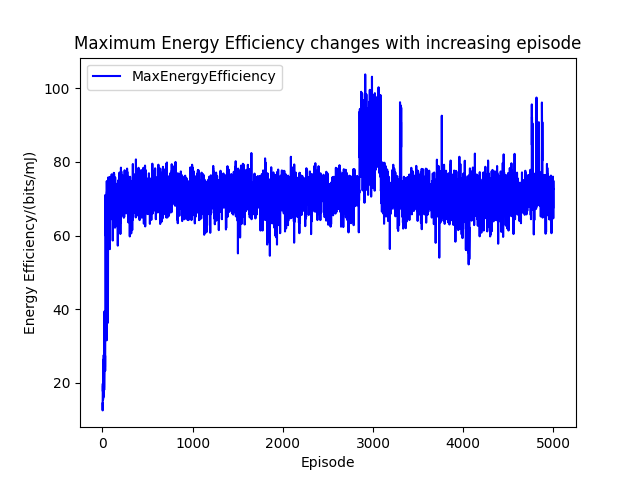 Maximum Energy Efficiency changes with increasing episode
MaxEnergyEfficiency
Energy Efficiency/(bits/mJ)
100
80
60
40
20
0 1000 2000 3000 4000 5000
Episode